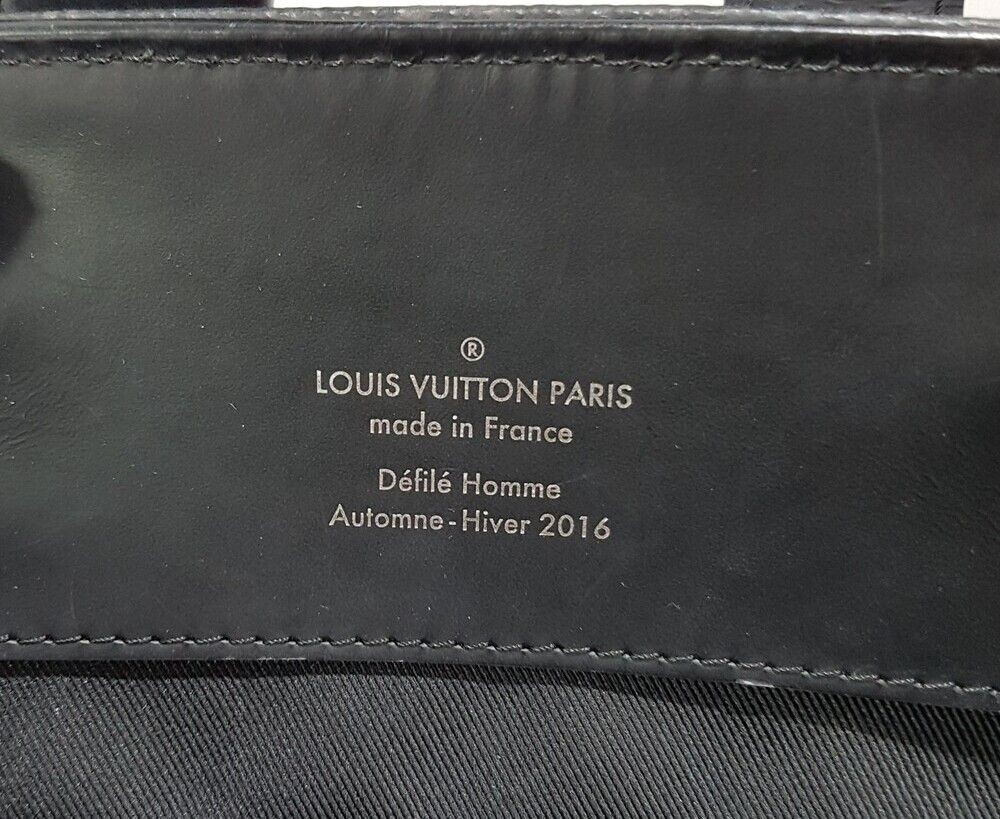 ®
LOUIS VUITTON PARIS
made in France
Défilé Homme
Automne-Hiver 2016